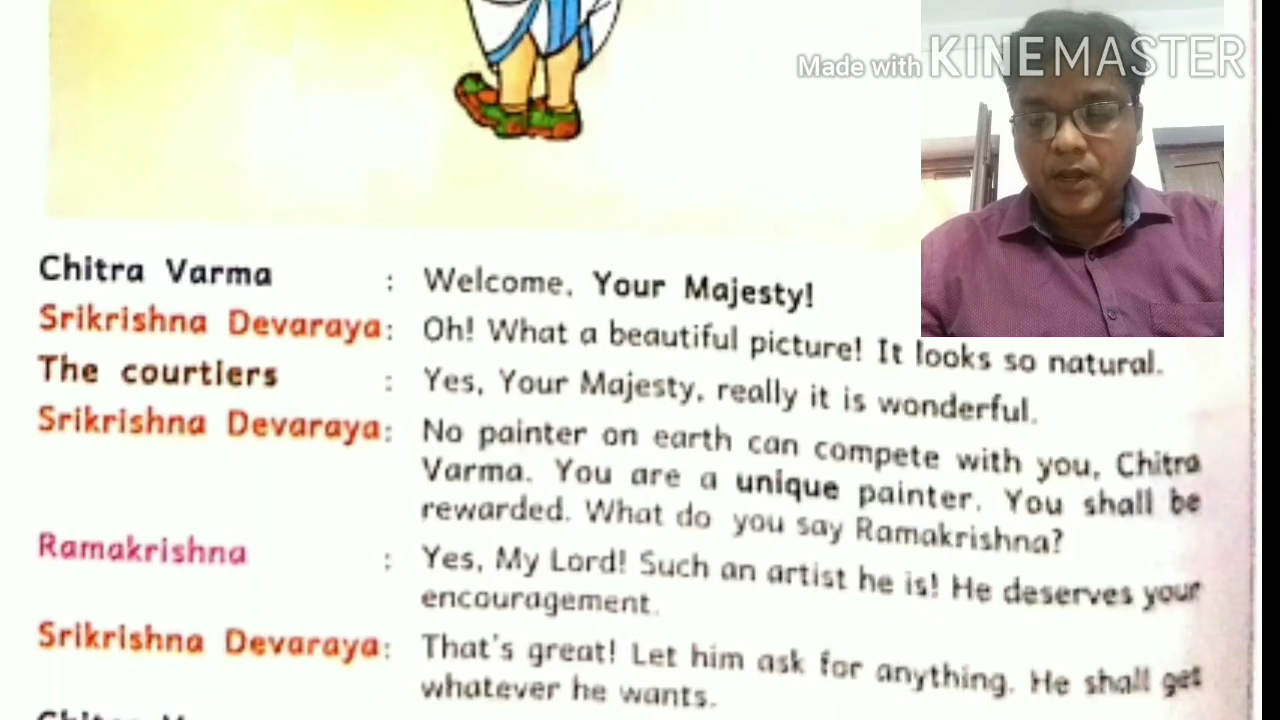 Made with KINEMASTER
Chitra Varma : Welcome, Your Majesty!
Srikrishna Devaraya: Oh! What a beautiful picture! It looks so natural.
The courtiers : Yes, Your Majesty, really it is wonderful.
Srikrishna Devaraya: No painter on earth can compete with you, Chitra
Varma. You are a unique painter. You shall be
rewarded. What do you say Ramakrishna?
Ramakrishna : Yes, My Lord! Such an artist he is! He deserves your
encouragement.
Srikrishna Devaraya: That's great! Let him ask for anything. He shall get
whatever he wants.